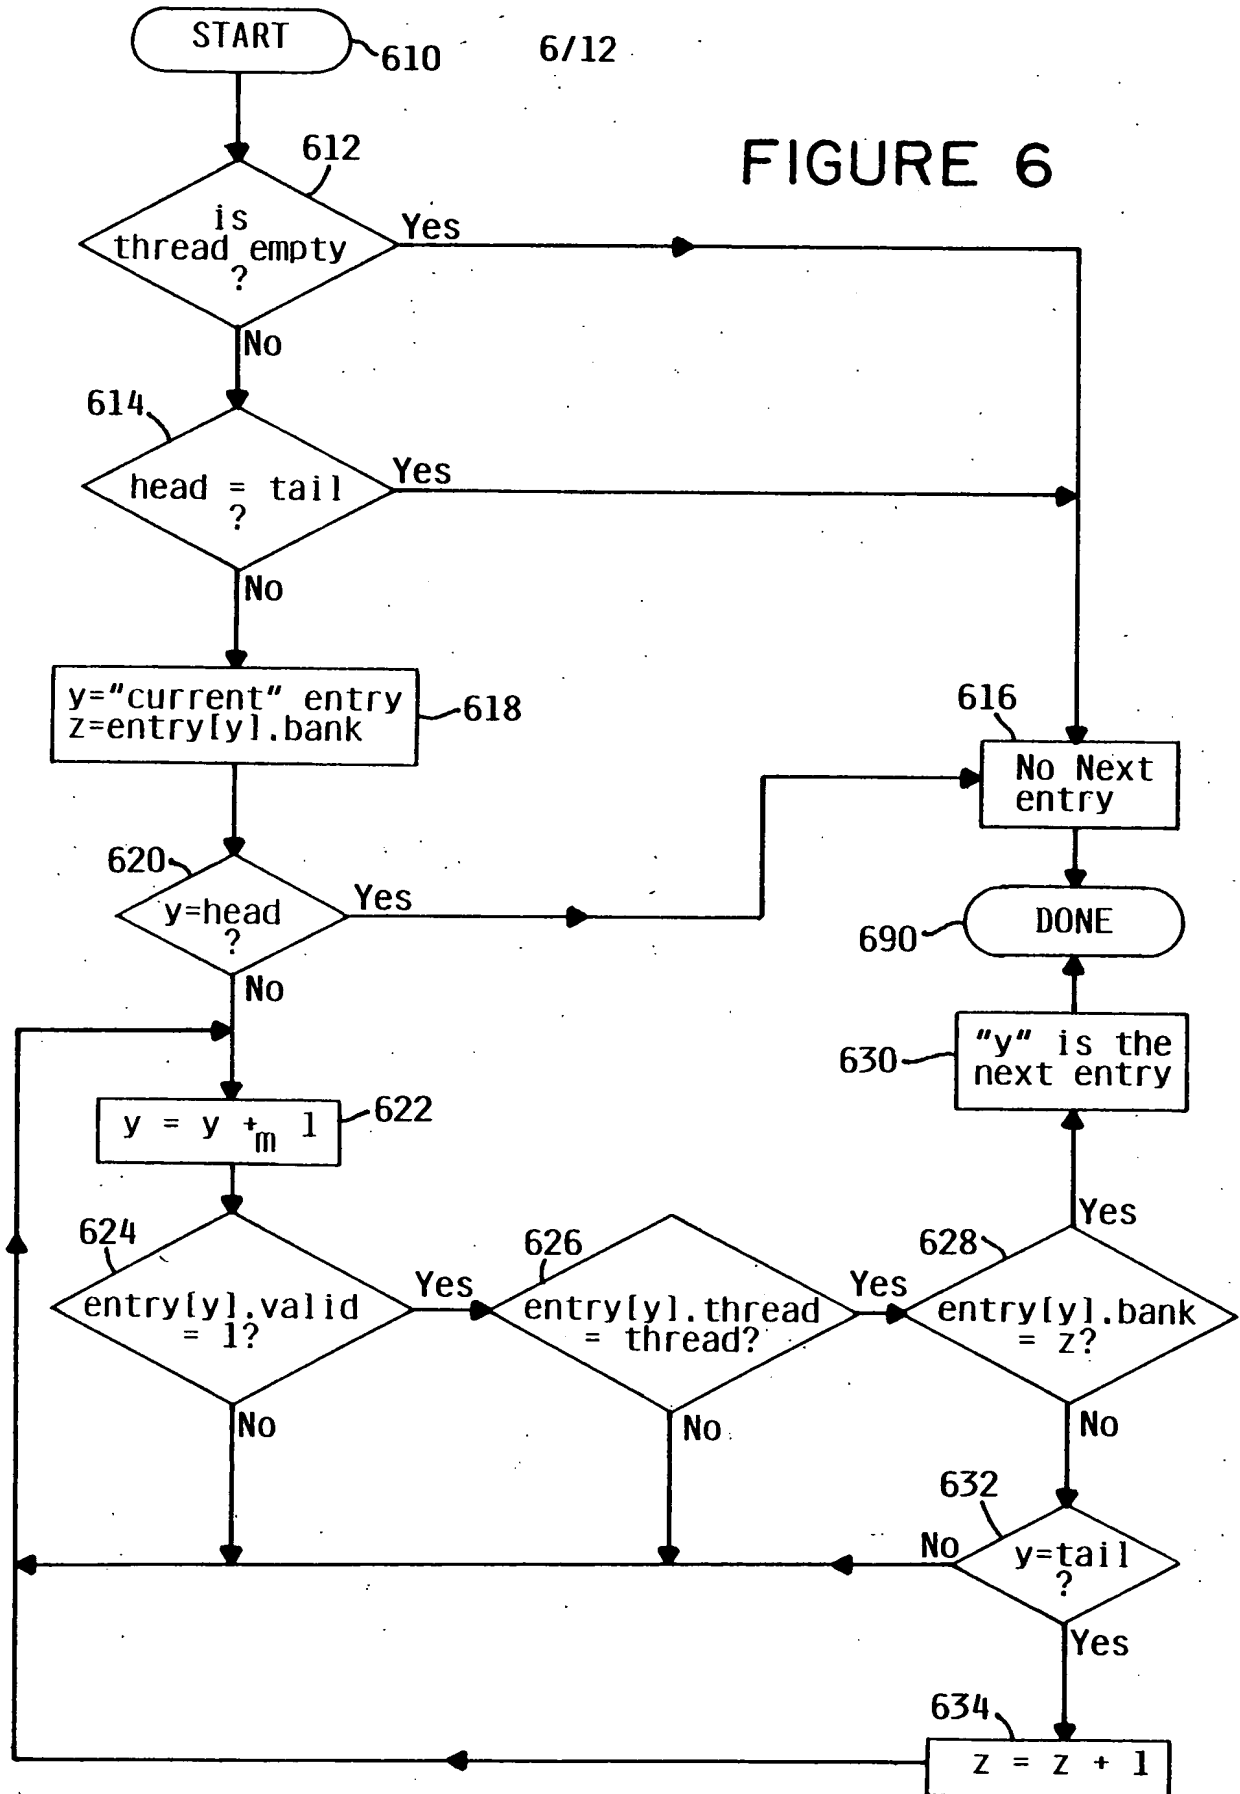 START
610
6/12
FIGURE 6
612
is
thread empty
?
Yes
No
614
head = tail
?
Yes
No
y="current" entry
z=entry[y].bank
618
616
No Next
entry
620
y=head
?
Yes
No
690
DONE
630
"y" is the
next entry
y = y +m 1
622
624
entry[y].valid
= 1?
Yes
No
626
entry[y].thread
= thread?
Yes
No
628
entry[y].bank
= z?
Yes
No
632
y=tail
?
No
Yes
634
z = z + 1